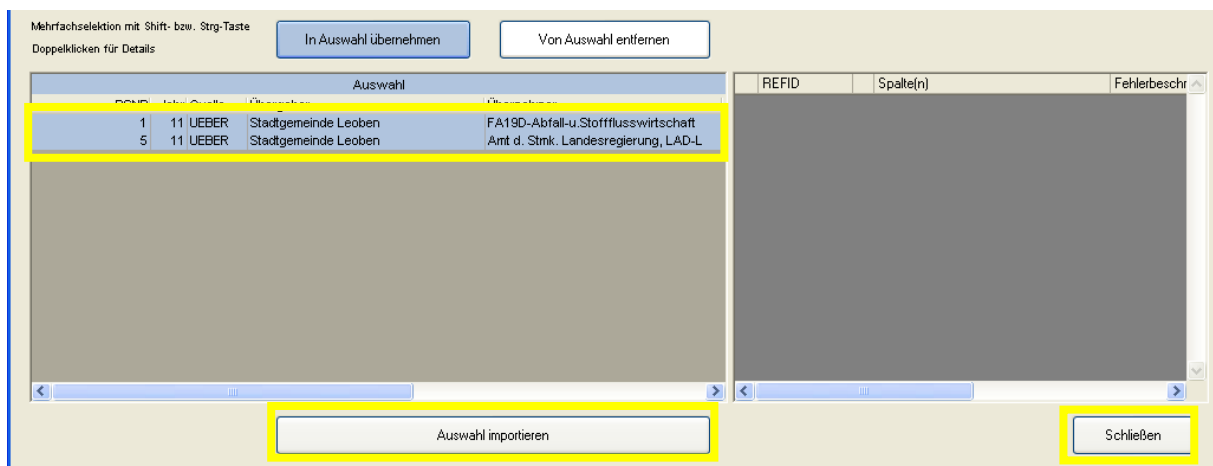 Mehrfachselektion mit Shift- bzw. Strg-Taste
Doppelklicken für Details
In Auswahl übernehmen
Von Auswahl entfernen
Auswahl
REFID Spalte(n) Fehlerbeschr
1 11 UEBER Stadtgemeinde Leoben FA19D-Abfall-u.Stoffflusswirtschaft
5 11 UEBER Stadtgemeinde Leoben Amt d. Stmk. Landesregierung, LAD-L
Auswahl importieren
Schließen